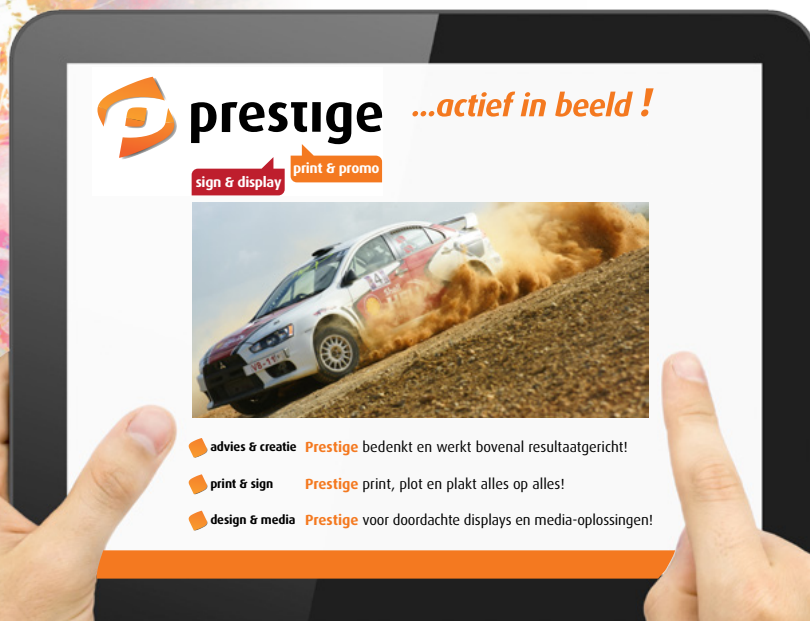 prestige
...actief in beeld !
sign & display
print & promo
advies & creatie Prestige bedenkt en werkt bovenal resultaatgericht!
print & sign Prestige print, plot en plakt alles op alles!
design & media Prestige voor doordachte displays en media-oplossingen!